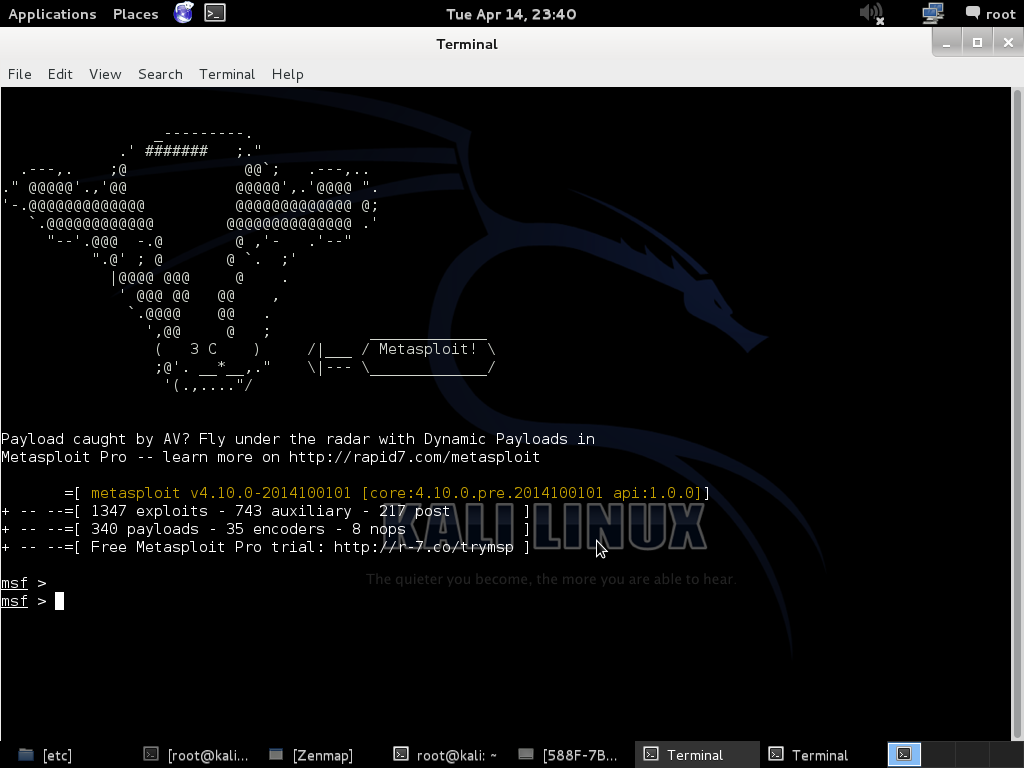 Applications Places Tue Apr 14, 23:40 root
Terminal
File Edit View Search Terminal Help
       _---------.
             .' #######   ;."
  .---,.    ;@             @@`;   .---,..
." @@@@@'.,'@@            @@@@@',.'@@@@ ".
'-.@@@@@@@@@@@@@          @@@@@@@@@@@@@ @;
   `.@@@@@@@@@@@@        @@@@@@@@@@@@@@ .'
     "--'.@@@  -.@        @ ,'-   .'--"
          ".@' ; @       @ `.  ;'
            |@@@@ @@@     @    .
             ' @@@ @@   @@    ,
              `.@@@@    @@   .
                ',@@     @   ;           _____________
                 (   3 C    )     /|___ / Metasploit! \
                 ;@'. __*__,."    \|--- \_____________/
                  '(.,...."/
Payload caught by AV? Fly under the radar with Dynamic Payloads in
Metasploit Pro -- learn more on http://rapid7.com/metasploit
       =[ metasploit v4.10.0-2014100101 [core:4.10.0.pre.2014100101 api:1.0.0]]
+ -- --=[ 1347 exploits - 743 auxiliary - 217 post        ]
+ -- --=[ 340 payloads - 35 encoders - 8 nops             ]
+ -- --=[ Free Metasploit Pro trial: http://r-7.co/trymsp ]
KALI LINUX
The quieter you become, the more you are able to hear.
msf >
msf >
[etc] [root@kali... [Zenmap] root@kali: ~ [588F-7B... Terminal Terminal